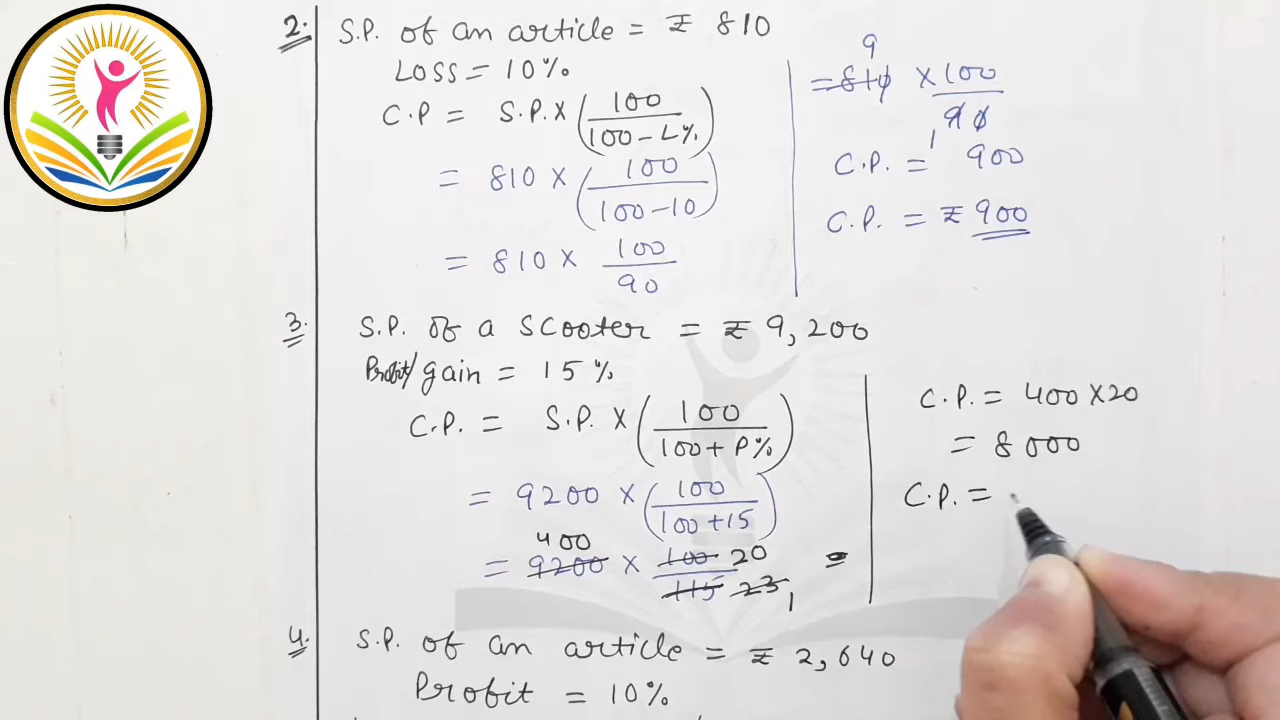 2. S.P. of an article = ₹ 810
Loss = 10%
C.P = S.P. × (100 / 100 - L%)
= 810 × (100 / 100 - 10)
= 810 × 100 / 90
9
= 810 × 100 / 90
1
C.P. = 900
C.P. = ₹ 900
3. S.P. of a scooter = ₹ 9,200
Profit/gain = 15%
C.P. = S.P. × (100 / 100 + P%)
= 9200 × (100 / 100 + 15)
400
= 9200 × 100 20 / 115 23 1 =
C.P. = 400 × 20
= 8000
C.P. =
4. S.P. of an article = ₹ 2,640
Profit = 10%